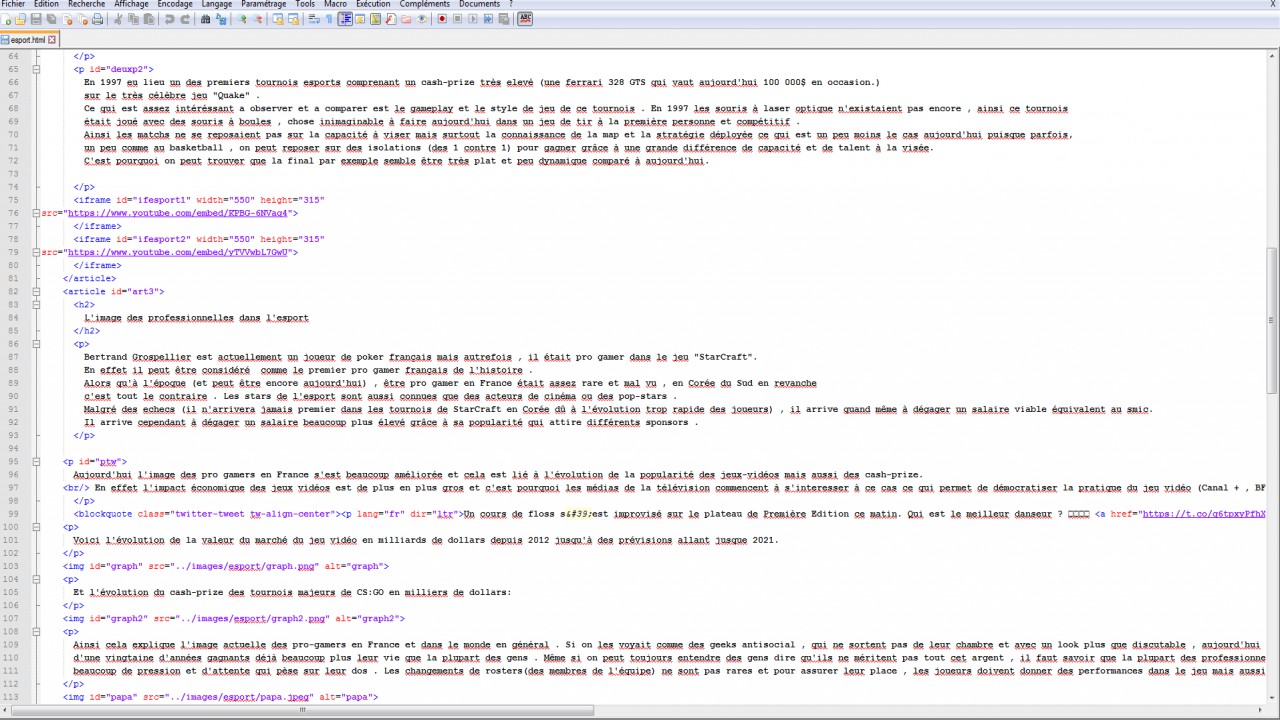 Fichier Edition Recherche Affichage Encodage Langage Paramétrage Tools Macro Exécution Compléments Documents ? X
ABC
esport.html
64 </p>
65 <p id="deuxp2">
66 En 1997 eu lieu un des premiers tournois esports comprenant un cash-prize très elevé (une ferrari 328 GTS qui vaut aujourd'hui 100 000$ en occasion.)
67 sur le très célèbre jeu "Quake" .
68 Ce qui est assez intéréssant a observer et a comparer est le gameplay et le style de jeu de ce tournois . En 1997 les souris à laser optique n'existaient pas encore , ainsi ce tournois
69 était joué avec des souris à boules , chose inimaginable à faire aujourd'hui dans un jeu de tir à la première personne et compétitif .
70 Ainsi les matchs ne se reposaient pas sur la capacité à viser mais surtout la connaissance de la map et la stratégie déployée ce qui est un peu moins le cas aujourd'hui puisque parfois,
71 un peu comme au basketball , on peut reposer sur des isolations (des 1 contre 1) pour gagner grâce à une grande différence de capacité et de talent à la visée.
72 C'est pourquoi on peut trouver que la final par exemple semble être très plat et peu dynamique comparé à aujourd'hui.
73
74 </p>
75 <iframe id="ifesport1" width="550" height="315"
76 src="https://www.youtube.com/embed/KPBG-6NVaq4">
77 </iframe>
78 <iframe id="ifesport2" width="550" height="315"
79 src="https://www.youtube.com/embed/yTVVwbL7GwU">
80 </iframe>
81 </article>
82 <article id="art3">
83 <h2>
84 L'image des professionnelles dans l'esport
85 </h2>
86 <p>
87 Bertrand Grospellier est actuellement un joueur de poker français mais autrefois , il était pro gamer dans le jeu "StarCraft".
88 En effet il peut être considéré  comme le premier pro gamer français de l'histoire .
89 Alors qu'à l'époque (et peut être encore aujourd'hui) , être pro gamer en France était assez rare et mal vu , en Corée du Sud en revanche
90 c'est tout le contraire . Les stars de l'esport sont aussi connues que des acteurs de cinéma ou des pop-stars .
91 Malgré des echecs (il n'arrivera jamais premier dans les tournois de StarCraft en Corée dû à l'évolution trop rapide des joueurs) , il arrive quand même à dégager un salaire viable équivalent au smic.
92 Il arrive cependant à dégager un salaire beaucoup plus élevé grâce à sa popularité qui attire différents sponsors .
93 </p>
94
95 <p id="ptw">
96 Aujourd'hui l'image des pro gamers en France s'est beaucoup améliorée et cela est lié à l'évolution de la popularité des jeux-vidéos mais aussi des cash-prize.
97 <br/> En effet l'impact économique des jeux vidéos est de plus en plus gros et c'est pourquoi les médias de la télévision commencent à s'interesser à ce cas ce qui permet de démocratiser la pratique du jeu vidéo (Canal + , BF
98 </p>
99 <blockquote class="twitter-tweet tw-align-center"><p lang="fr" dir="ltr">Un cours de floss s&#39;est improvisé sur le plateau de Première Edition ce matin. Qui est le meilleur danseur ? <a href="https://t.co/g6tpxyPfhX
100 <p>
101 Voici l'évolution de la valeur du marché du jeu vidéo en milliards de dollars depuis 2012 jusqu'à des prévisions allant jusque 2021.
102 </p>
103 <img id="graph" src="../images/esport/graph.png" alt="graph">
104 <p>
105 Et l'évolution du cash-prize des tournois majeurs de CS:GO en milliers de dollars:
106 </p>
107 <img id="graph2" src="../images/esport/graph2.png" alt="graph2">
108 <p>
109 Ainsi cela explique l'image actuelle des pro-gamers en France et dans le monde en général . Si on les voyait comme des geeks antisocial , qui ne sortent pas de leur chambre et avec un look plus que discutable , aujourd'hui
110 d'une vingtaine d'années gagnants déjà beaucoup plus leur vie que la plupart des gens . Même si on peut toujours entendre des gens dire qu'ils ne méritent pas tout cet argent , il faut savoir que la plupart des professionne
111 beaucoup de pression et d'attente qui pèse sur leur dos . Les changements de rosters(des membres de l'équipe) ne sont pas rares et pour assurer leur place , les joueurs doivent donner des performances dans le jeu mais aussi
112 </p>
113 <img id="papa" src="../images/esport/papa.jpeg" alt="papa">